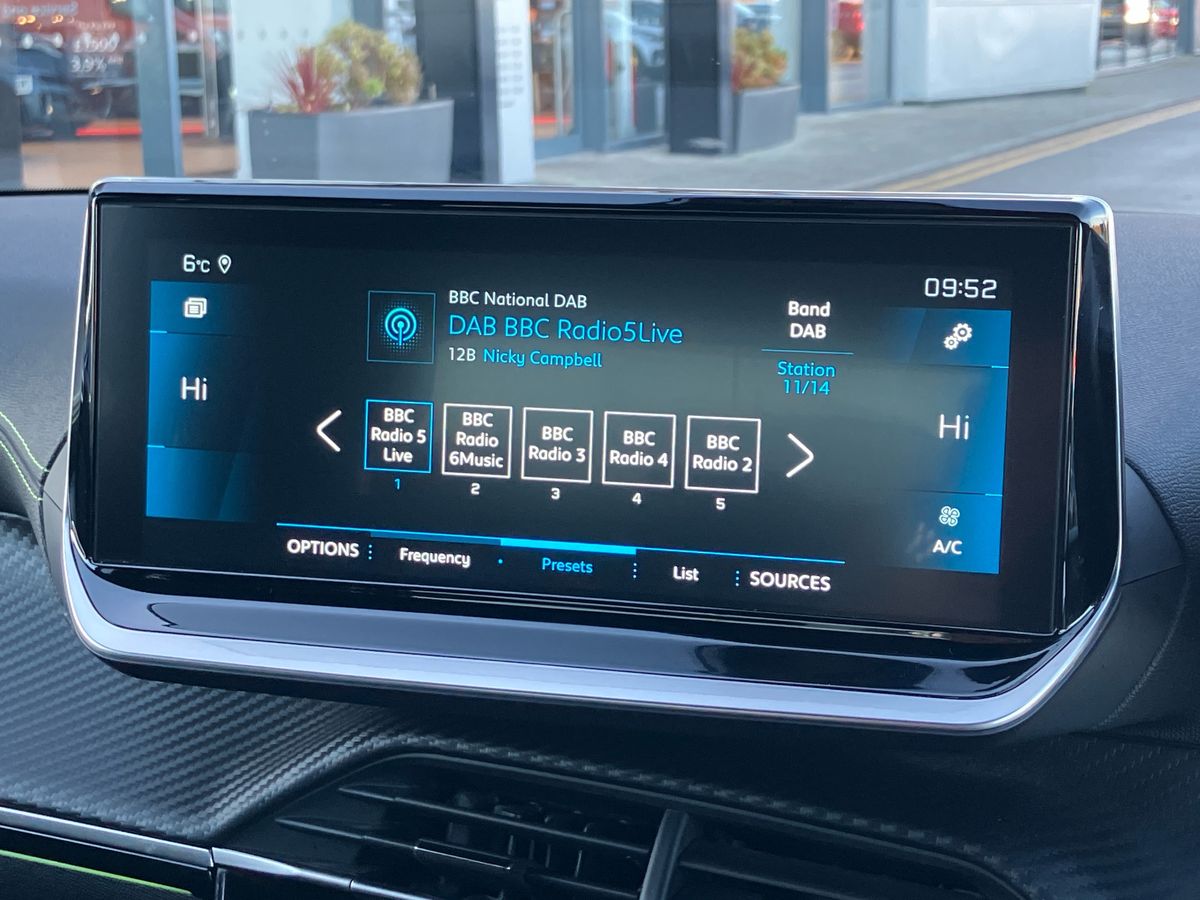 6°C
09:52
BBC National DAB
DAB BBC Radio5Live
12B Nicky Campbell
Band
DAB
Station
11/14
Hi
Hi
BBC
Radio 5
Live
1
BBC
Radio
6Music
2
BBC
Radio 3
3
BBC
Radio 4
4
BBC
Radio 2
5
A/C
OPTIONS
Frequency
Presets
List
SOURCES
3.9%